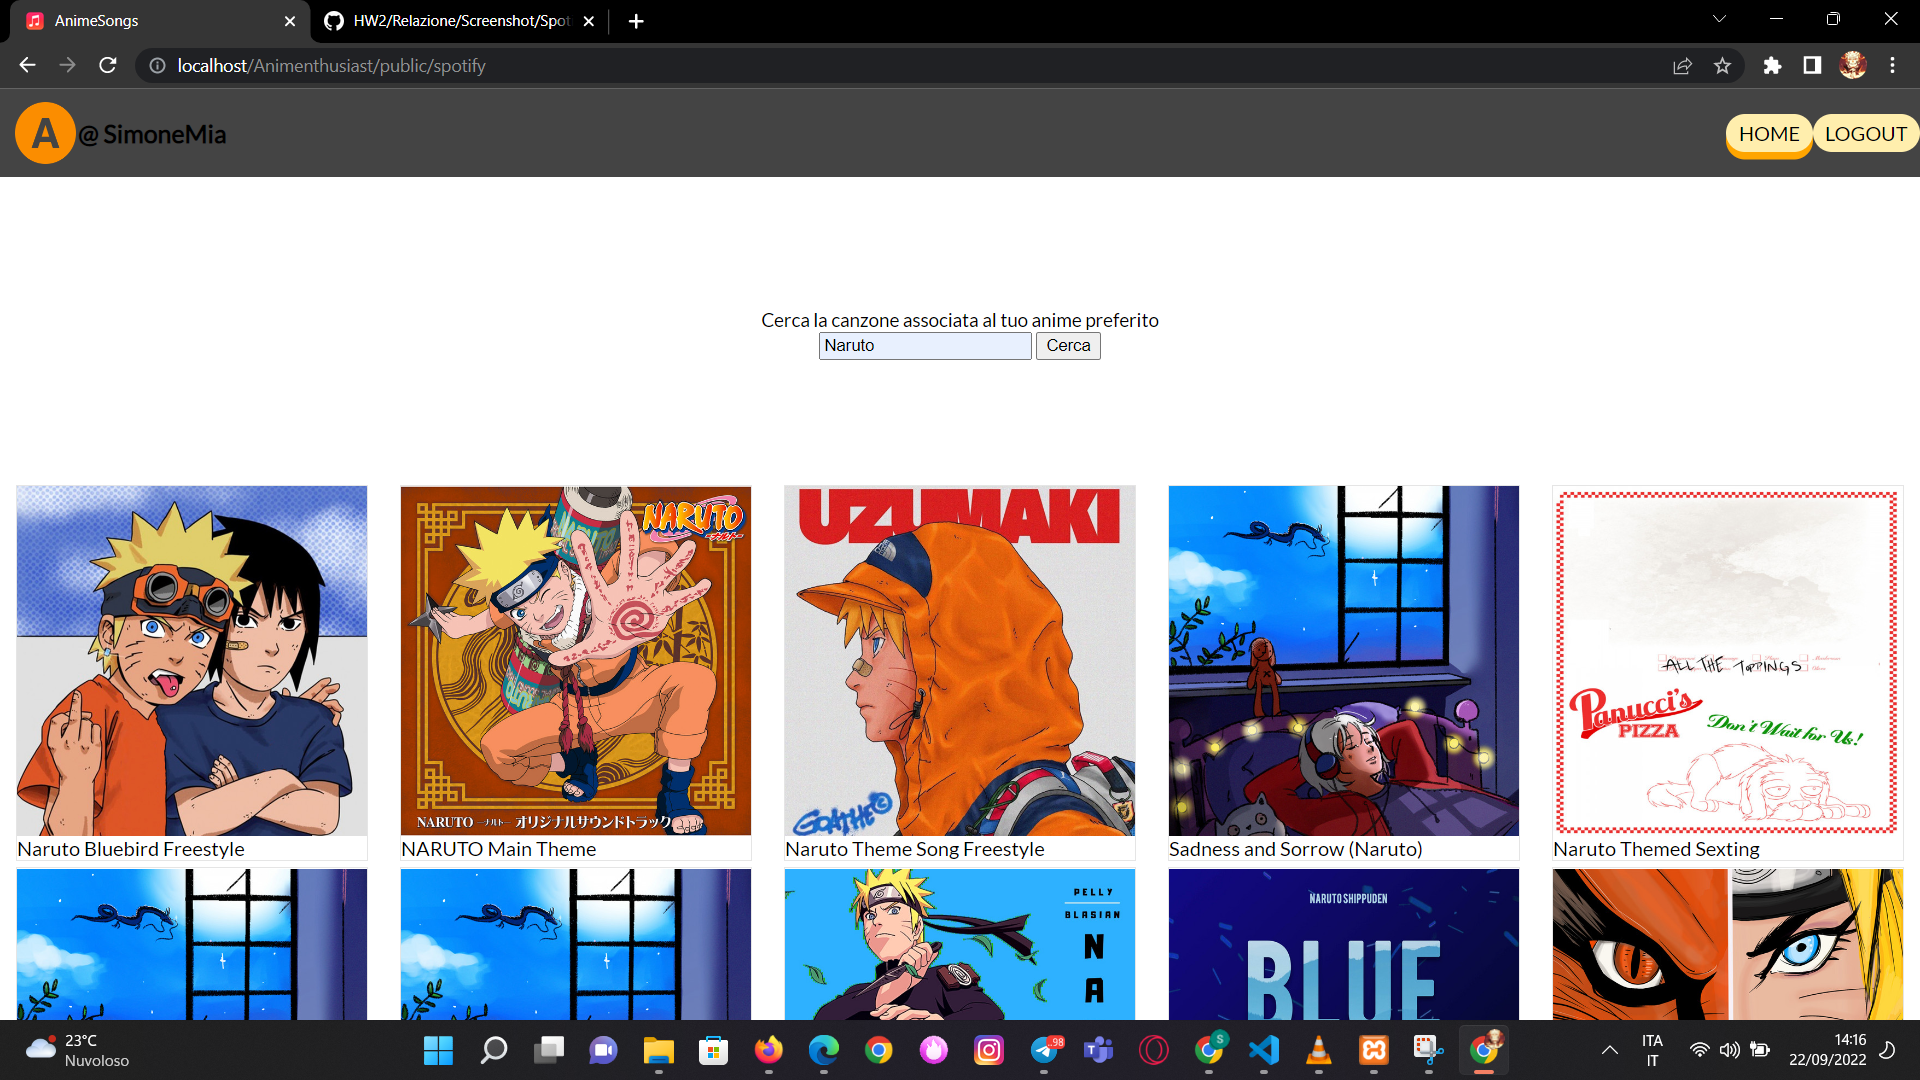 AnimeSongs
HW2/Relazione/Screenshot/Spot
localhost/Animenthusiast/public/spotify
A @ SimoneMia
HOME
LOGOUT
Cerca la canzone associata al tuo anime preferito
Naruto
Cerca
NARUTO
-ナルト-
NARUTO -ナルト- オリジナルサウンドトラック
UZUMAKI
GOATHE©
ALL THE TOPPINGS
Panucci's
PIZZA
Don't Wait for Us!
Naruto Bluebird Freestyle
NARUTO Main Theme
Naruto Theme Song Freestyle
Sadness and Sorrow (Naruto)
Naruto Themed Sexting
PELLY
BLASIAN
N
A
NARUTO SHIPPUDEN
BLUE
23°C
Nuvoloso
98
S
ITA
IT
14:16
22/09/2022